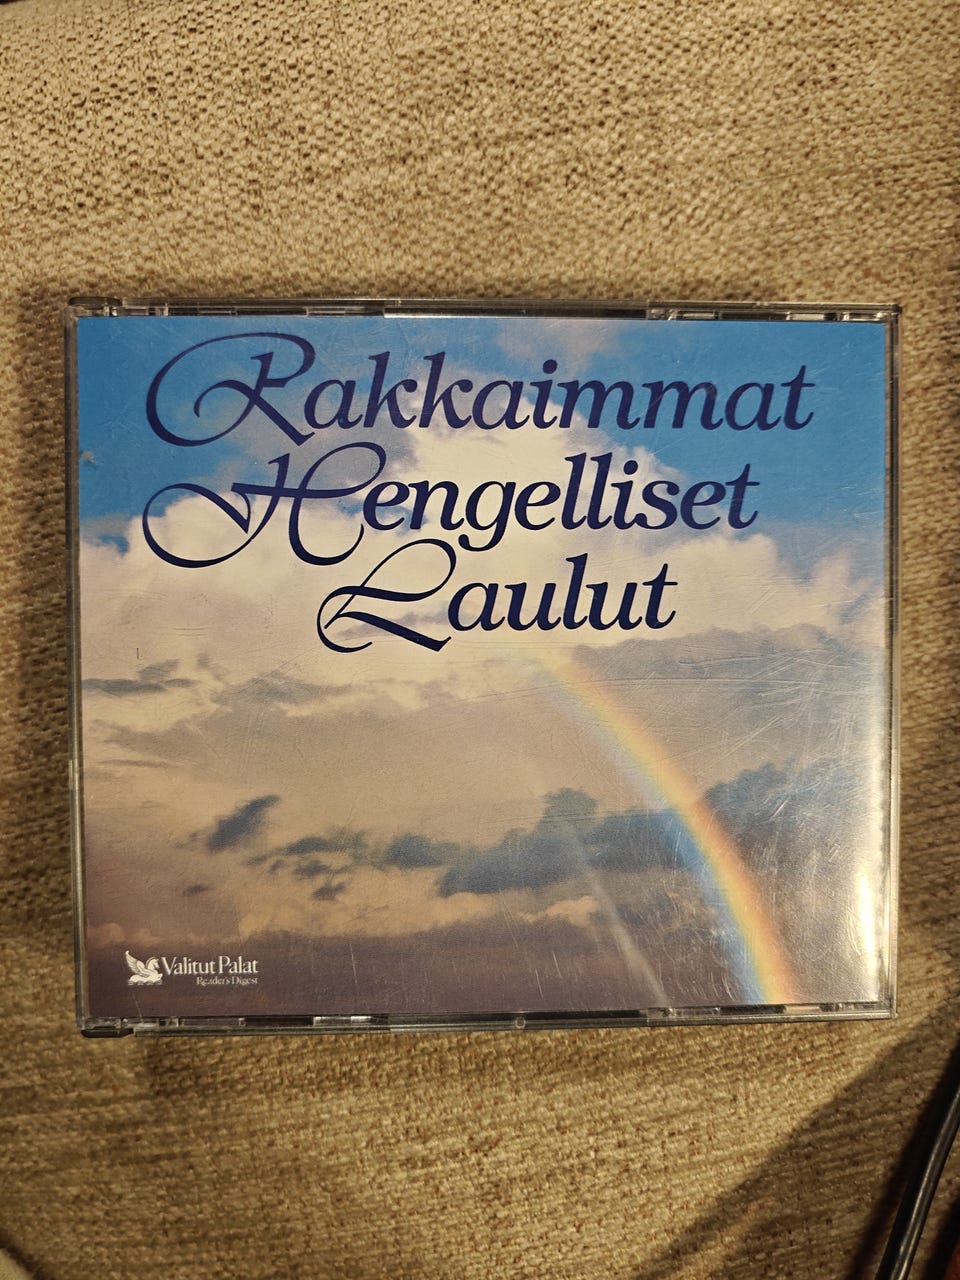 Rakkaimmat
Hengelliset
Laulut
Valitut Palat
Reader's Digest